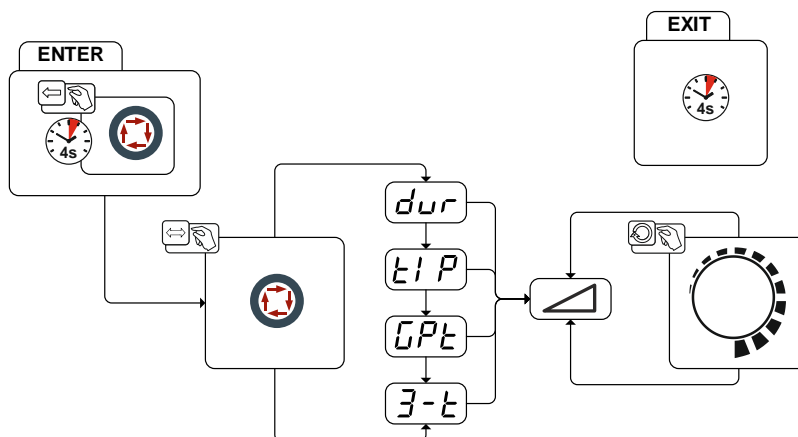 EXIT
ENTER
4s
4s
dur
tIP
GPt
3-t